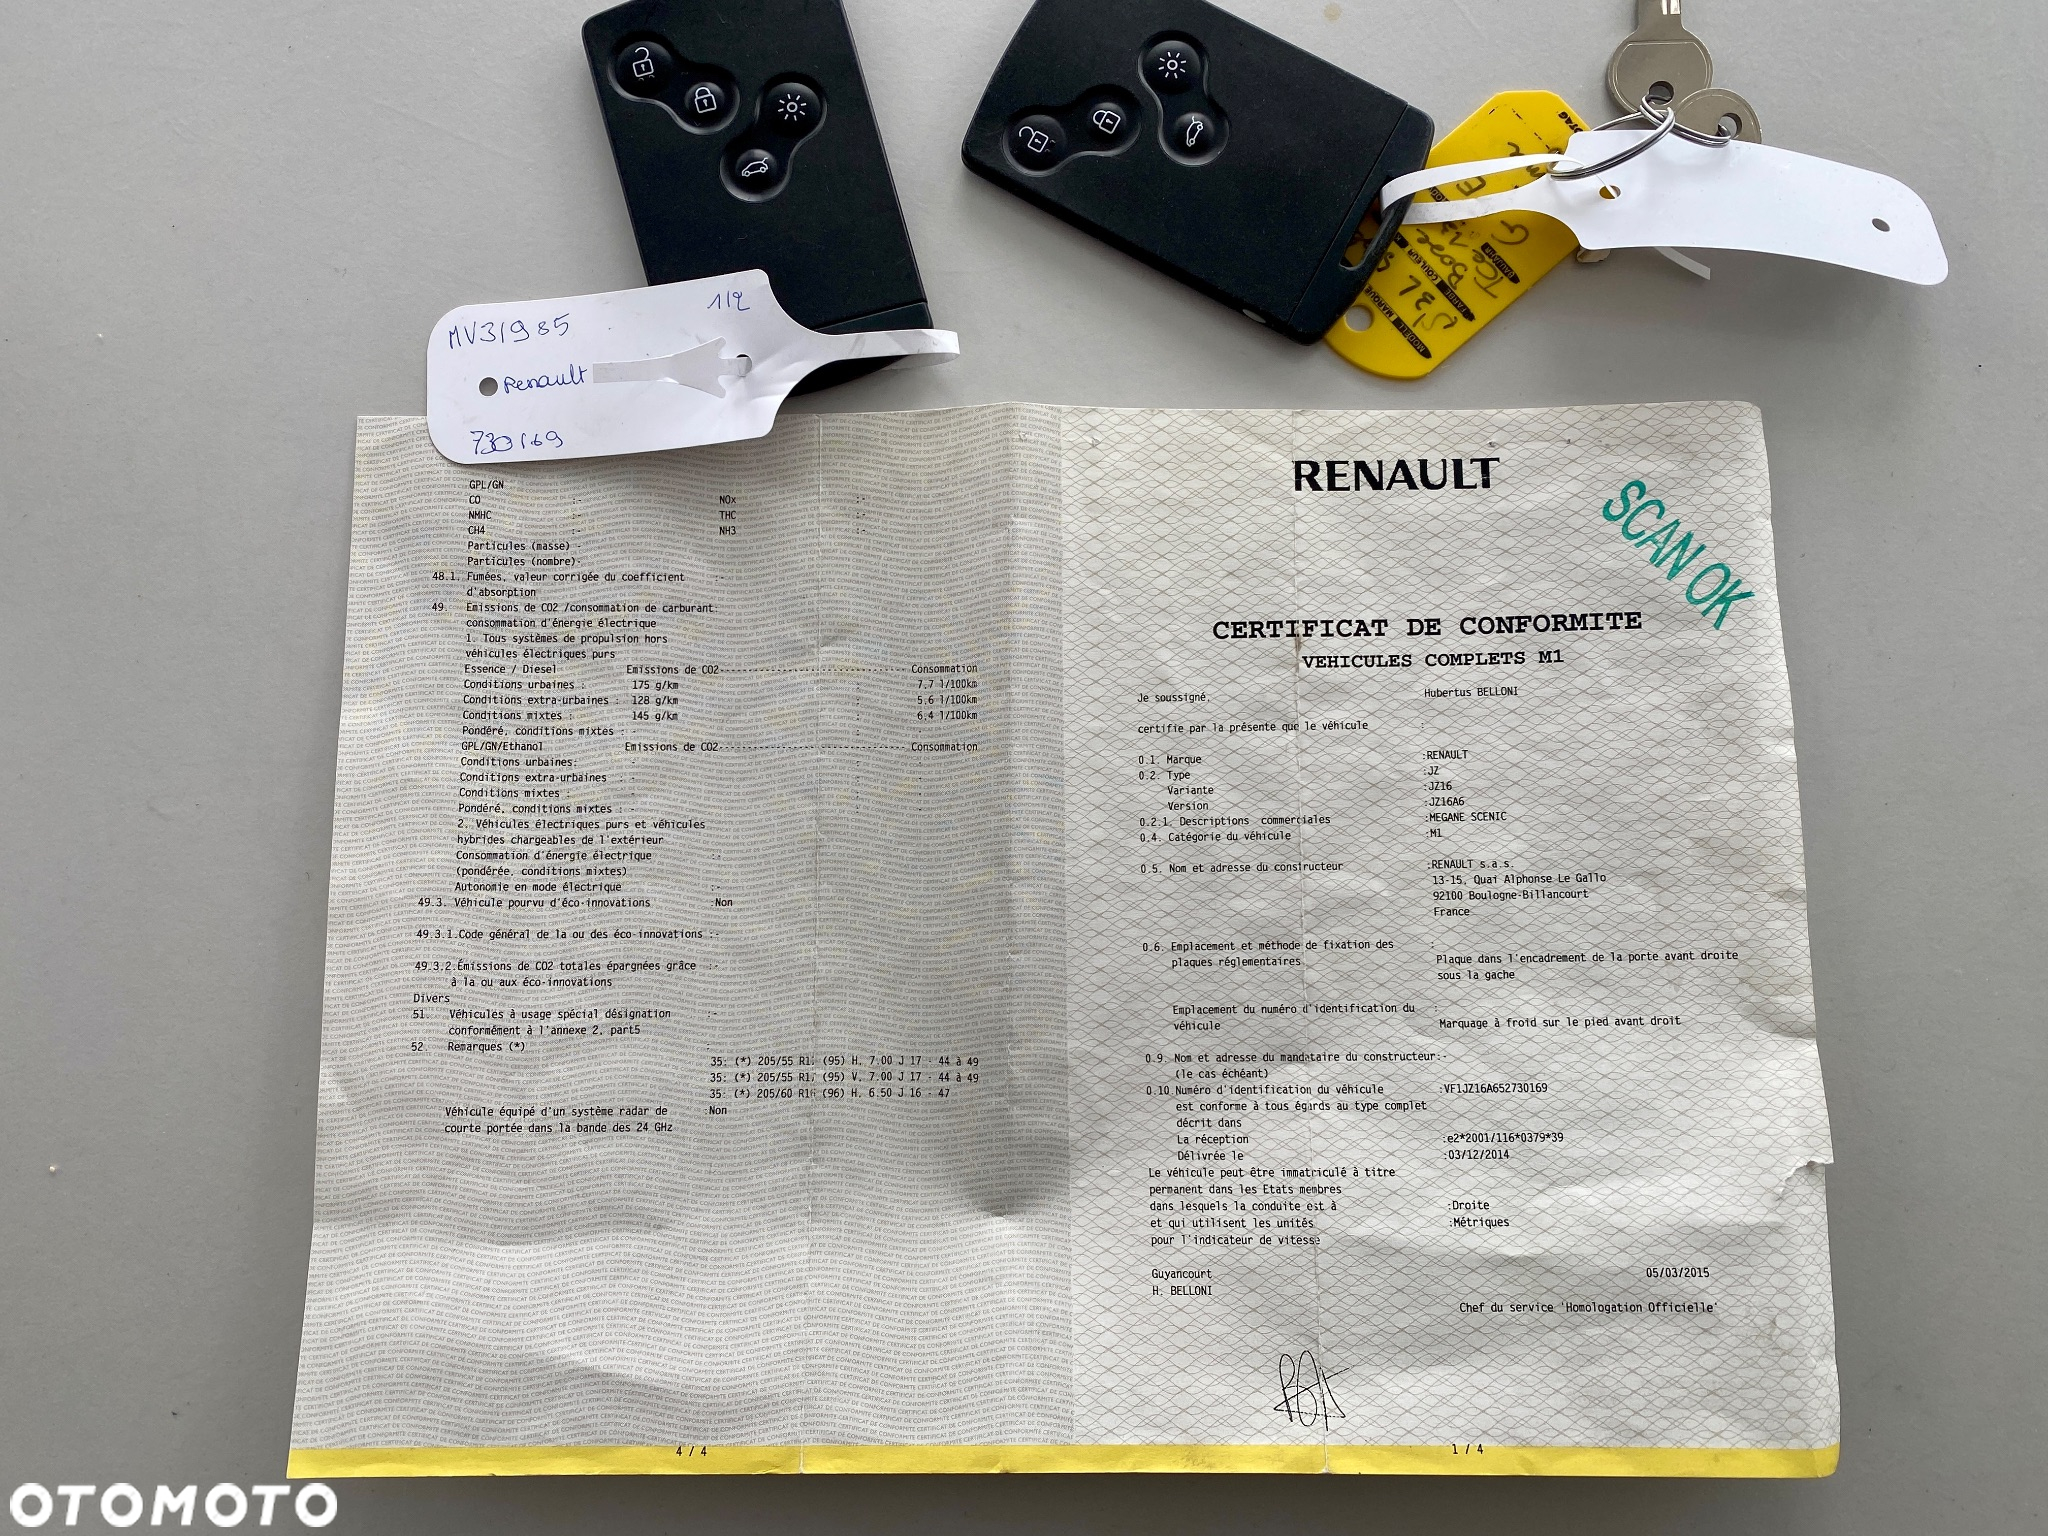 MV31985
1/2
Renault
730169
GPL/GN
CO :- NOx :-
NMHC :- THC :-
CH4 :- NH3 :-
Particules (masse) -
Particules (nombre)-
48.1. Fumées, valeur corrigée du coefficient :-
d'absorption
49. Emissions de CO2 /consommation de carburant-
consommation d'énergie électrique
1. Tous systèmes de propulsion hors
véhicules électriques purs
Essence / Diesel Emissions de CO2------------------------------ Consommation
Conditions urbaines : 175 g/km : 7,7 l/100km
Conditions extra-urbaines : 128 g/km : 5,6 l/100km
Conditions mixtes : 145 g/km : 6,4 l/100km
Pondéré, conditions mixtes : - : -
GPL/GN/Ethanol Emissions de CO2------------------------------ Consommation
Conditions urbaines: - : -
Conditions extra-urbaines : - : -
Conditions mixtes : - : -
Pondéré, conditions mixtes : - : -
2. Véhicules électriques purs et véhicules
hybrides chargeables de l'extérieur
Consommation d'énergie électrique :-
(pondérée, conditions mixtes)
Autonomie en mode électrique :-
49.3. Véhicule pourvu d'éco-innovations :Non
49.3.1.Code général de la ou des éco-innovations :-
49.3.2.Émissions de CO2 totales épargnées grâce :-
à la ou aux éco-innovations
Divers
51. Véhicules à usage spécial désignation :-
conformément à l'annexe 2, part5
52. Remarques (*) :
35: (*) 205/55 R17 (95) H, 7.00 J 17 - 44 à 49
35: (*) 205/55 R17 (95) V, 7.00 J 17 - 44 à 49
35: (*) 205/60 R16 (96) H, 6.50 J 16 - 47
Véhicule équipé d'un système radar de :Non
courte portée dans la bande des 24 GHz
4 / 4
RENAULT
SCAN OK
CERTIFICAT DE CONFORMITE
VEHICULES COMPLETS M1
Je soussigné, Hubertus BELLONI
certifie par la présente que le véhicule :
0.1. Marque :RENAULT
0.2. Type :JZ
Variante :JZ16
Version :JZ16A6
0.2.1. Descriptions commerciales :MEGANE SCENIC
0.4. Catégorie du véhicule :M1
0.5. Nom et adresse du constructeur :RENAULT s.a.s.
13-15, Quai Alphonse Le Gallo
92100 Boulogne-Billancourt
France
0.6. Emplacement et méthode de fixation des :
plaques réglementaires Plaque dans l'encadrement de la porte avant droite
sous la gache
Emplacement du numéro d'identification du :
véhicule Marquage à froid sur le pied avant droit
0.9. Nom et adresse du mandataire du constructeur:-
(le cas échéant)
0.10.Numéro d'identification du véhicule :VF1JZ16A652730169
est conforme à tous égards au type complet
décrit dans
La réception :e2*2001/116*0379*39
Délivrée le :03/12/2014
Le véhicule peut être immatriculé à titre
permanent dans les Etats membres
dans lesquels la conduite est à :Droite
et qui utilisent les unités :Métriques
pour l'indicateur de vitesse
Guyancourt 05/03/2015
H. BELLONI
Chef du service 'Homologation Officielle'
1 / 4
OTOMOTO